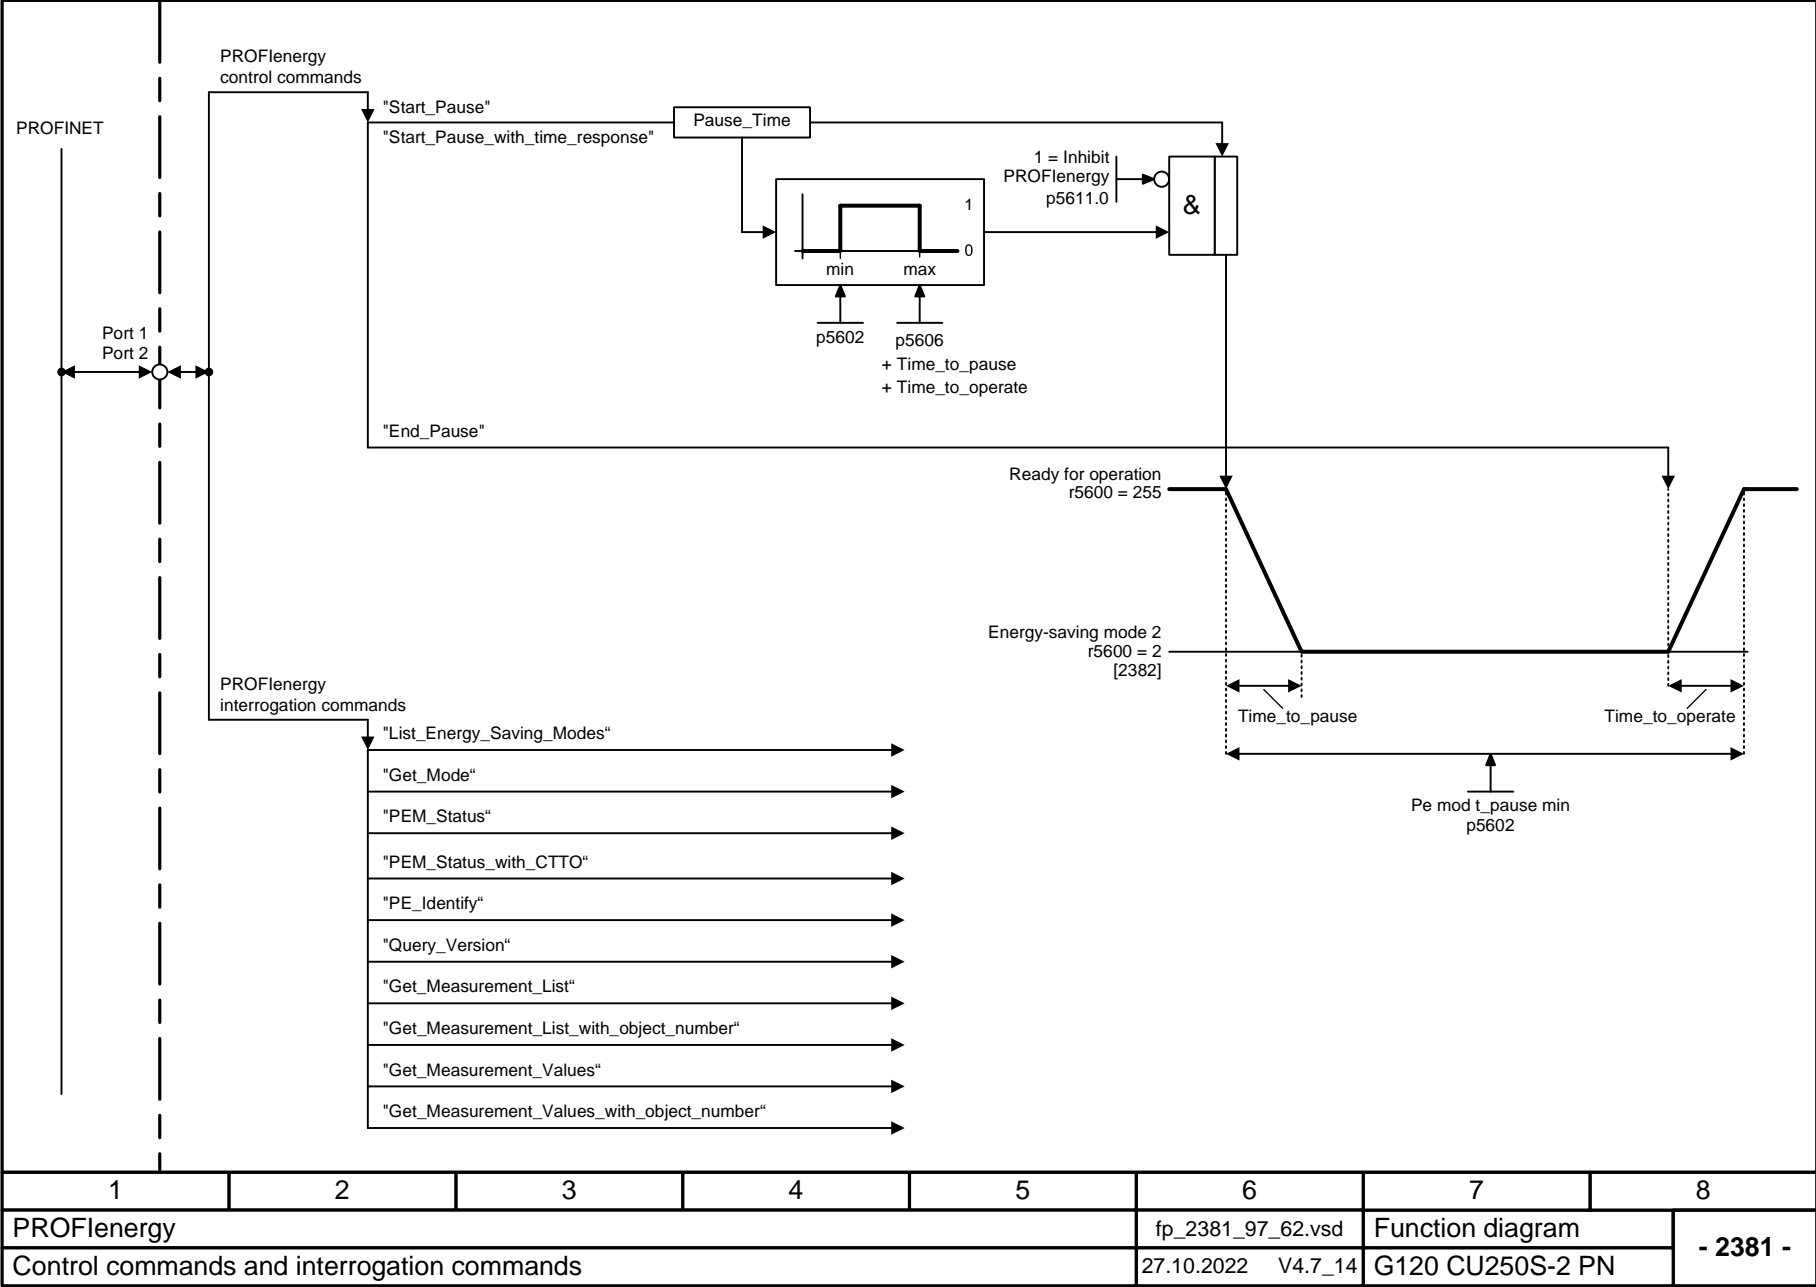 PROFIenergy
control commands
PROFINET
"Start_Pause"
"Start_Pause_with_time_response"
Pause_Time
1 = Inhibit
PROFIenergy
p5611.0
&
1
0
min
max
p5602
p5606
+ Time_to_pause
+ Time_to_operate
Port 1
Port 2
"End_Pause"
Ready for operation
r5600 = 255
Energy-saving mode 2
r5600 = 2
[2382]
Time_to_pause
Time_to_operate
Pe mod t_pause min
p5602
PROFIenergy
interrogation commands
"List_Energy_Saving_Modes“
"Get_Mode“
"PEM_Status“
"PEM_Status_with_CTTO“
"PE_Identify“
"Query_Version“
"Get_Measurement_List“
"Get_Measurement_List_with_object_number“
"Get_Measurement_Values“
"Get_Measurement_Values_with_object_number“
1 2 3 4 5 6 7 8
PROFIenergy
fp_2381_97_62.vsd
Function diagram
- 2381 -
Control commands and interrogation commands
27.10.2022 V4.7_14
G120 CU250S-2 PN